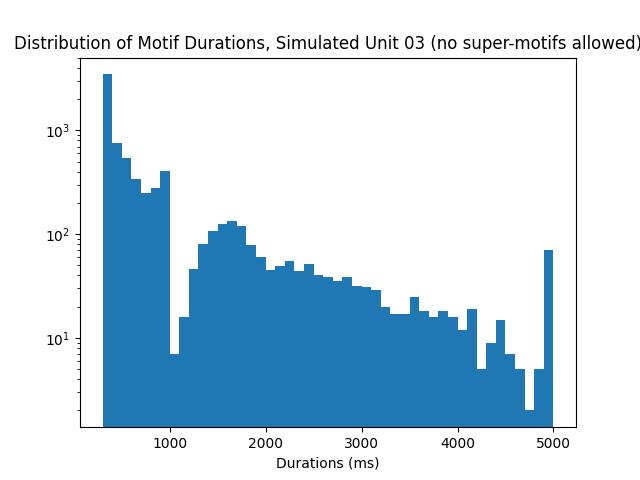 Distribution of Motif Durations, Simulated Unit 03 (no super-motifs allowed)
10³
10²
10¹
1000 2000 3000 4000 5000
Durations (ms)